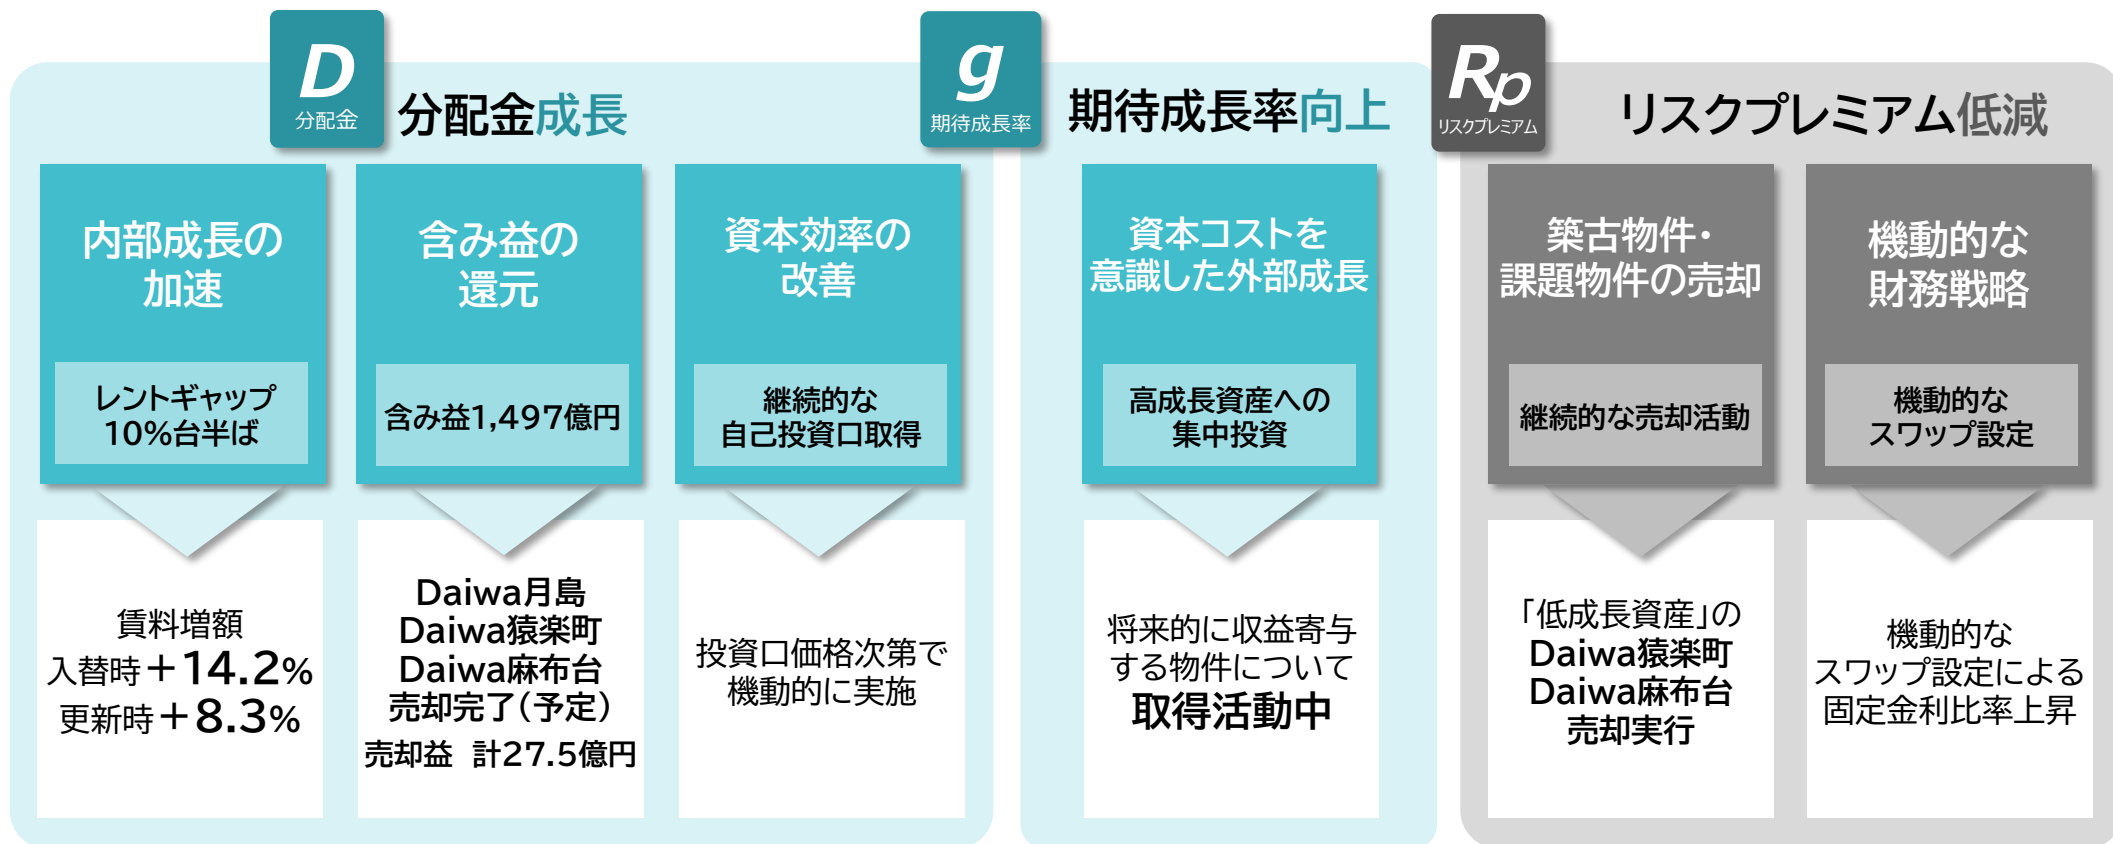 D
分配金
分配金成長
内部成長の
加速
レントギャップ
10%台半ば
賃料増額
入替時＋14.2%
更新時＋8.3%
含み益の
還元
含み益1,497億円
Daiwa月島
Daiwa猿楽町
Daiwa麻布台
売却完了（予定）
売却益 計27.5億円
資本効率の
改善
継続的な
自己投資口取得
投資口価格次第で
機動的に実施
g
期待成長率
期待成長率向上
資本コストを
意識した外部成長
高成長資産への
集中投資
将来的に収益寄与
する物件について
取得活動中
Rp
リスクプレミアム
リスクプレミアム低減
築古物件・
課題物件の売却
継続的な売却活動
「低成長資産」の
Daiwa猿楽町
Daiwa麻布台
売却実行
機動的な
財務戦略
機動的な
スワップ設定
機動的な
スワップ設定による
固定金利比率上昇